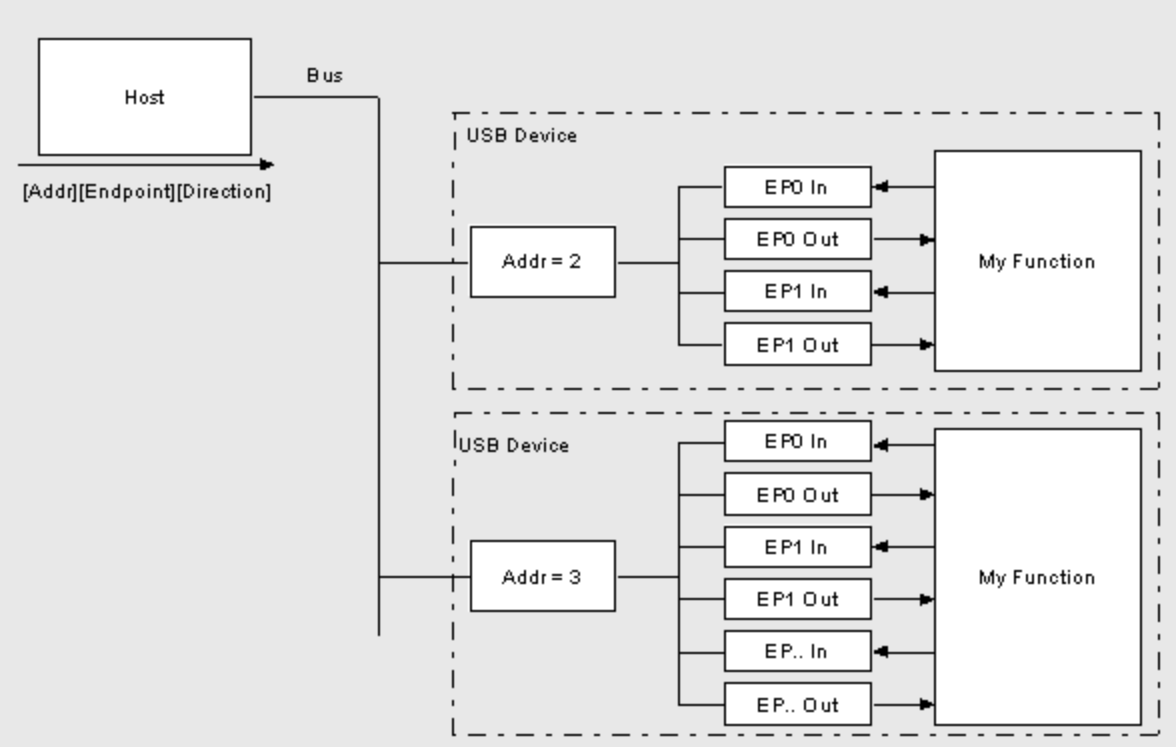 Host
Bus
[Addr][Endpoint][Direction]
USB Device
Addr = 2
EP0 In
EP0 Out
EP1 In
EP1 Out
My Function
USB Device
Addr = 3
EP0 In
EP0 Out
EP1 In
EP1 Out
EP.. In
EP.. Out
My Function